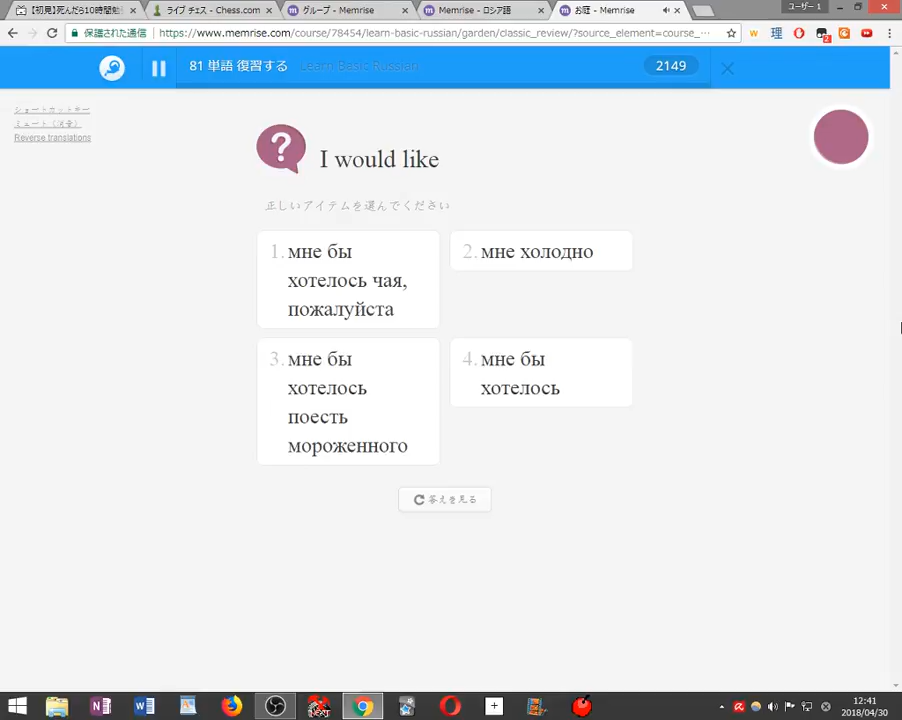 【初見】死んだら10時間勉強
ライブ チェス - Chess.com
グループ - Memrise
Memrise - ロシア語
お庭 - Memrise
ユーザー 1
保護された通信
https://www.memrise.com/course/78454/learn-basic-russian/garden/classic_review/?source_element=course_…
81 単語 復習する
Learn Basic Russian
2149
ショートカットキー
ミュート（消音）
Reverse translations
?
I would like
正しいアイテムを選んでください
1. мне бы
хотелось чая,
пожалуйста
2. мне холодно
3. мне бы
хотелось
поесть
мороженного
4. мне бы
хотелось
答えを見る
12:41
2018/04/30